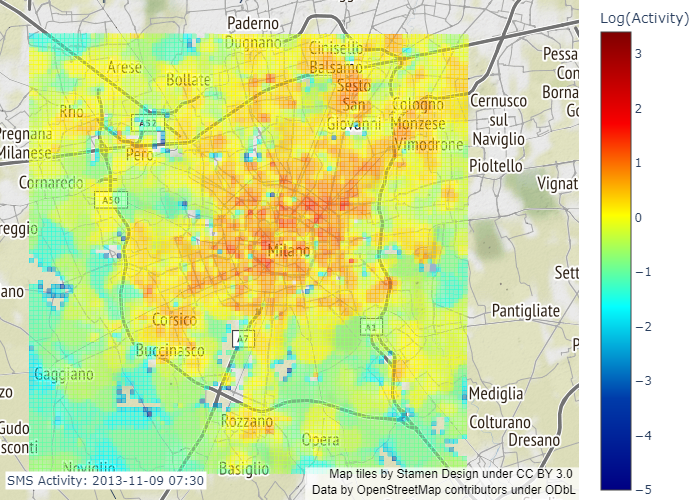 Log(Activity)
Paderno
Dugnano
Cinisello
Balsamo
Arese
Bollate
Sesto
San
Giovanni
Cologno
Monzese
Vimodrone
Rho
A52
Pero
Pregnana
Milanese
Cornaredo
A50
Pessa
Con
Borna
Go
Cernusco
sul
Naviglio
Pioltello
Vignat
reggio
Milano
ano
Sett
Pantigliate
Corsico
A7
A1
Buccinasco
Gaggiano
P
zo
Mediglia
Rozzano
Colturano
Dresano
Gudo
sconti
Opera
Noviglio
Basiglio
SMS Activity: 2013-11-09 07:30
Map tiles by Stamen Design under CC BY 3.0
Data by OpenStreetMap contributors under ODbL
3
2
1
0
−1
−2
−3
−4
−5